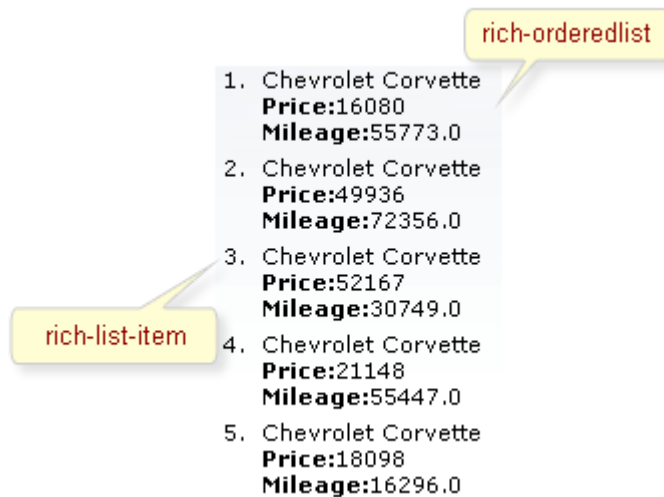 rich-orderedlist
1. Chevrolet Corvette
Price:16080
Mileage:55773.0
2. Chevrolet Corvette
Price:49936
Mileage:72356.0
3. Chevrolet Corvette
Price:52167
Mileage:30749.0
rich-list-item
4. Chevrolet Corvette
Price:21148
Mileage:55447.0
5. Chevrolet Corvette
Price:18098
Mileage:16296.0